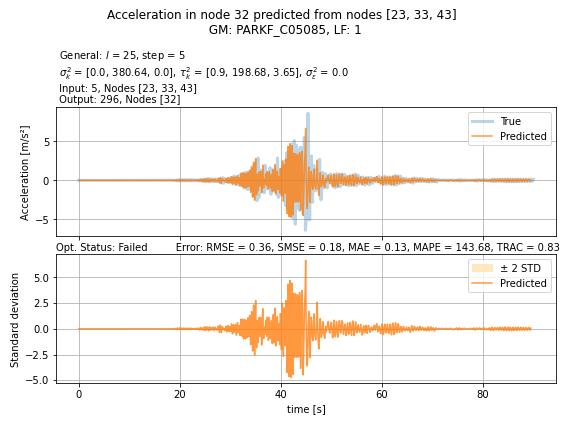 Acceleration in node 32 predicted from nodes [23, 33, 43]
GM: PARKF_C05085, LF: 1
General: l = 25, step = 5
σ_k² = [0.0, 380.64, 0.0], τ_k² = [0.9, 198.68, 3.65], σ_ε² = 0.0
Input: 5, Nodes [23, 33, 43]
Output: 296, Nodes [32]
Acceleration [m/s²]
5
0
−5
True
Predicted
Opt. Status: Failed Error: RMSE = 0.36, SMSE = 0.18, MAE = 0.13, MAPE = 143.68, TRAC = 0.83
Standard deviation
5.0
2.5
0.0
−2.5
−5.0
± 2 STD
Predicted
0 20 40 60 80
time [s]